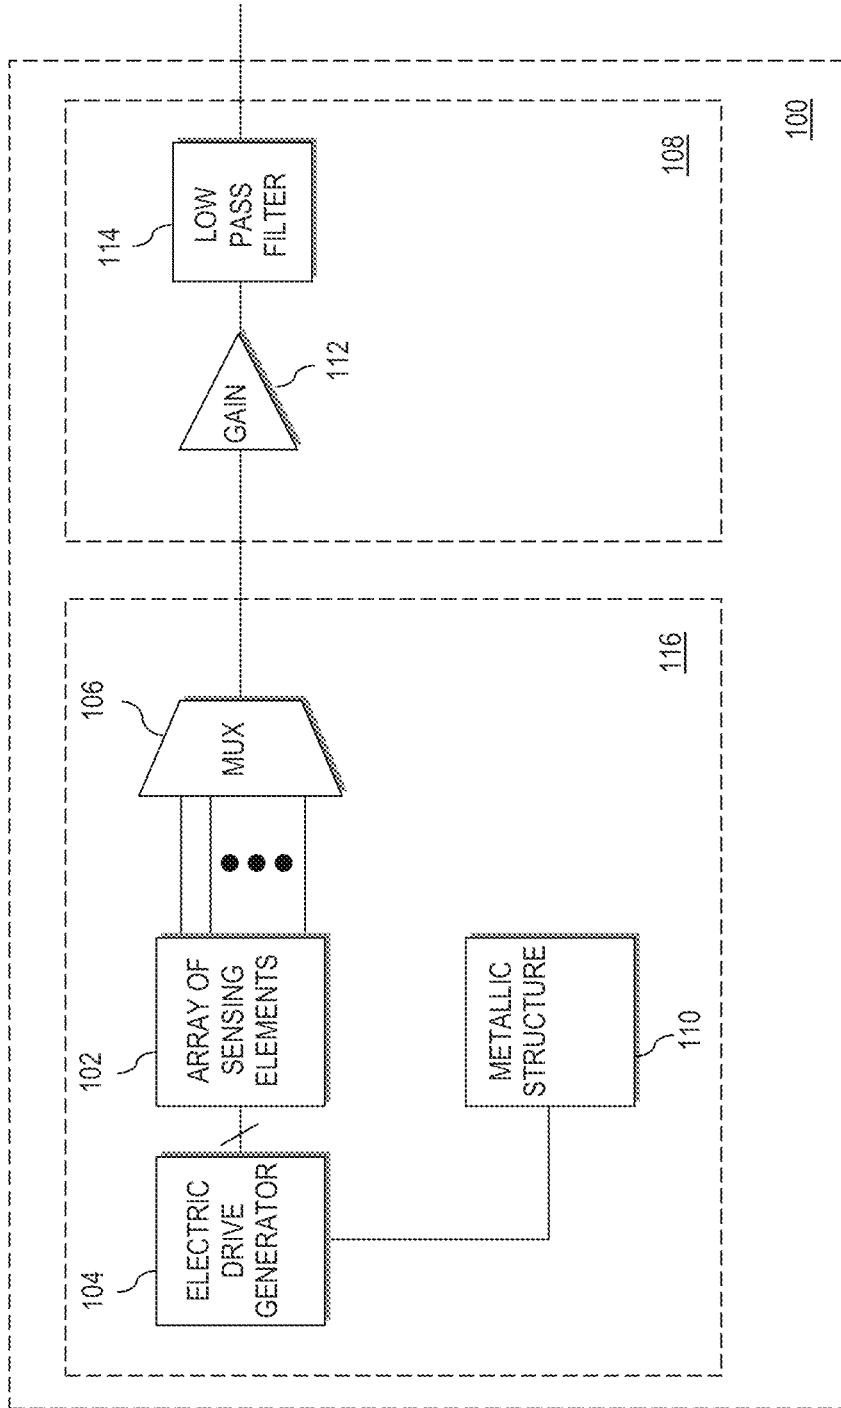 104
ELECTRIC
DRIVE
GENERATOR
102
ARRAY OF
SENSING
ELEMENTS
106
MUX
METALLIC
STRUCTURE
110
116
GAIN
112
114
LOW
PASS
FILTER
108
100